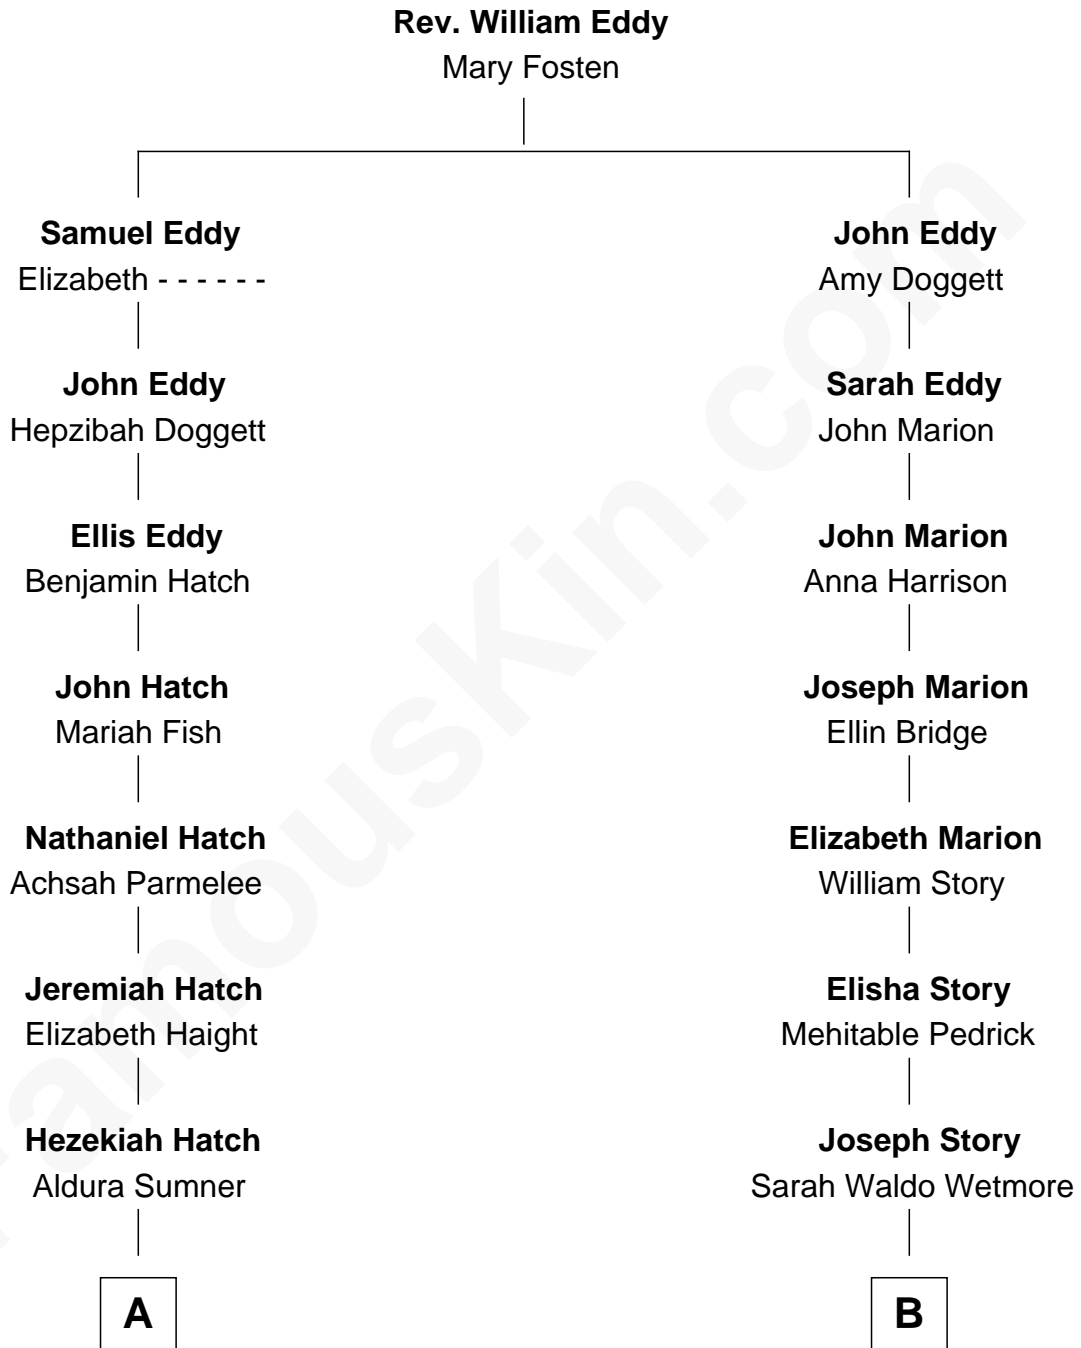 Rev. William Eddy
Mary Fosten
Samuel Eddy
Elizabeth - - - - - -
John Eddy
Amy Doggett
John Eddy
Hepzibah Doggett
Sarah Eddy
John Marion
Ellis Eddy
Benjamin Hatch
John Marion
Anna Harrison
John Hatch
Mariah Fish
Joseph Marion
Ellin Bridge
Nathaniel Hatch
Achsah Parmelee
Elizabeth Marion
William Story
Jeremiah Hatch
Elizabeth Haight
Elisha Story
Mehitable Pedrick
Hezekiah Hatch
Aldura Sumner
Joseph Story
Sarah Waldo Wetmore
A
B
FamousKin.com